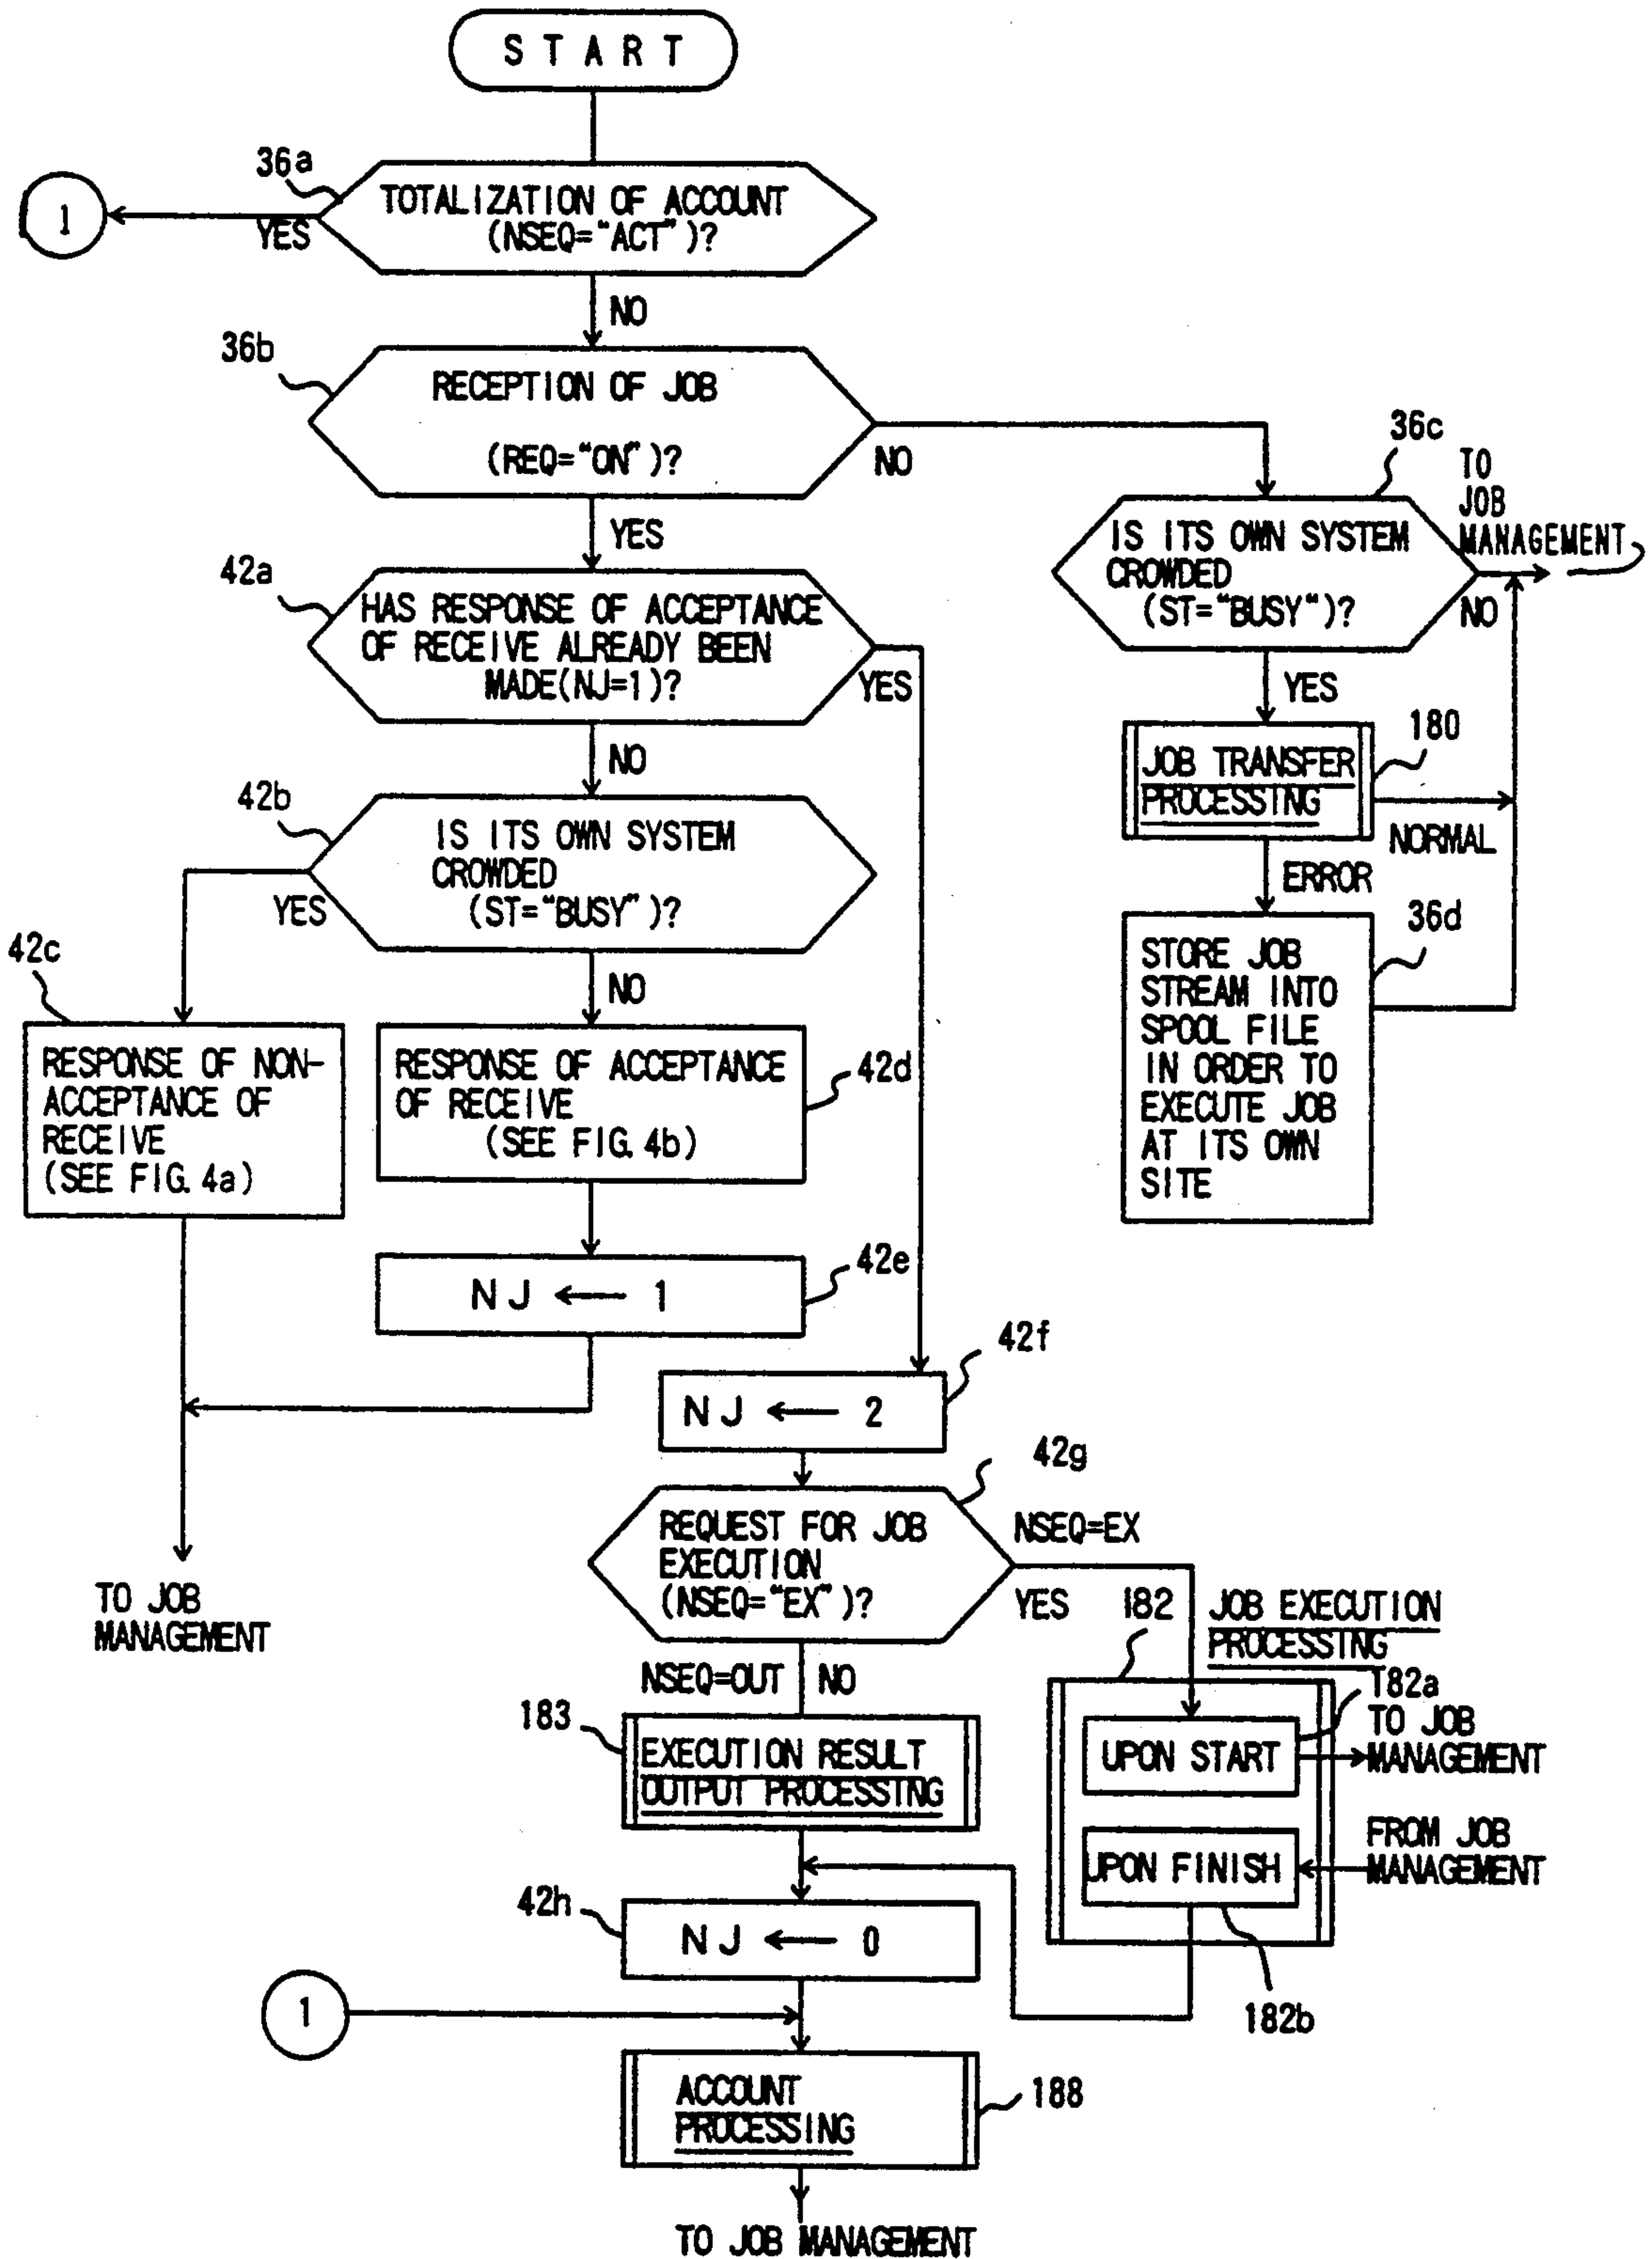 START
36a
TOTALIZATION OF ACCOUNT
(NSEQ="ACT")?
1
YES
NO
36b
RECEPTION OF JOB
(REQ="ON")?
NO
YES
36c
TO
JOB
MANAGEMENT
IS ITS OWN SYSTEM
CROWDED
(ST="BUSY")?
NO
YES
42a
HAS RESPONSE OF ACCEPTANCE
OF RECEIVE ALREADY BEEN
MADE(NJ=1)?
YES
NO
180
JOB TRANSFER
PROCESSING
NORMAL
ERROR
42b
IS ITS OWN SYSTEM
CROWDED
(ST="BUSY")?
YES
NO
36d
STORE JOB
STREAM INTO
SPOOL FILE
IN ORDER TO
EXECUTE JOB
AT ITS OWN
SITE
42c
RESPONSE OF NON-
ACCEPTANCE OF
RECEIVE
(SEE FIG. 4a)
RESPONSE OF ACCEPTANCE
OF RECEIVE
(SEE FIG. 4b)
42d
NJ ← 1
42e
42f
NJ ← 2
42g
REQUEST FOR JOB
EXECUTION
(NSEQ="EX")?
NSEQ=EX
YES
TO JOB
MANAGEMENT
182
JOB EXECUTION
PROCESSING
NSEQ=OUT NO
182a
TO JOB
MANAGEMENT
UPON START
183
EXECUTION RESULT
OUTPUT PROCESSING
FROM JOB
MANAGEMENT
UPON FINISH
42h
NJ ← 0
182b
1
ACCOUNT
PROCESSING
188
TO JOB MANAGEMENT